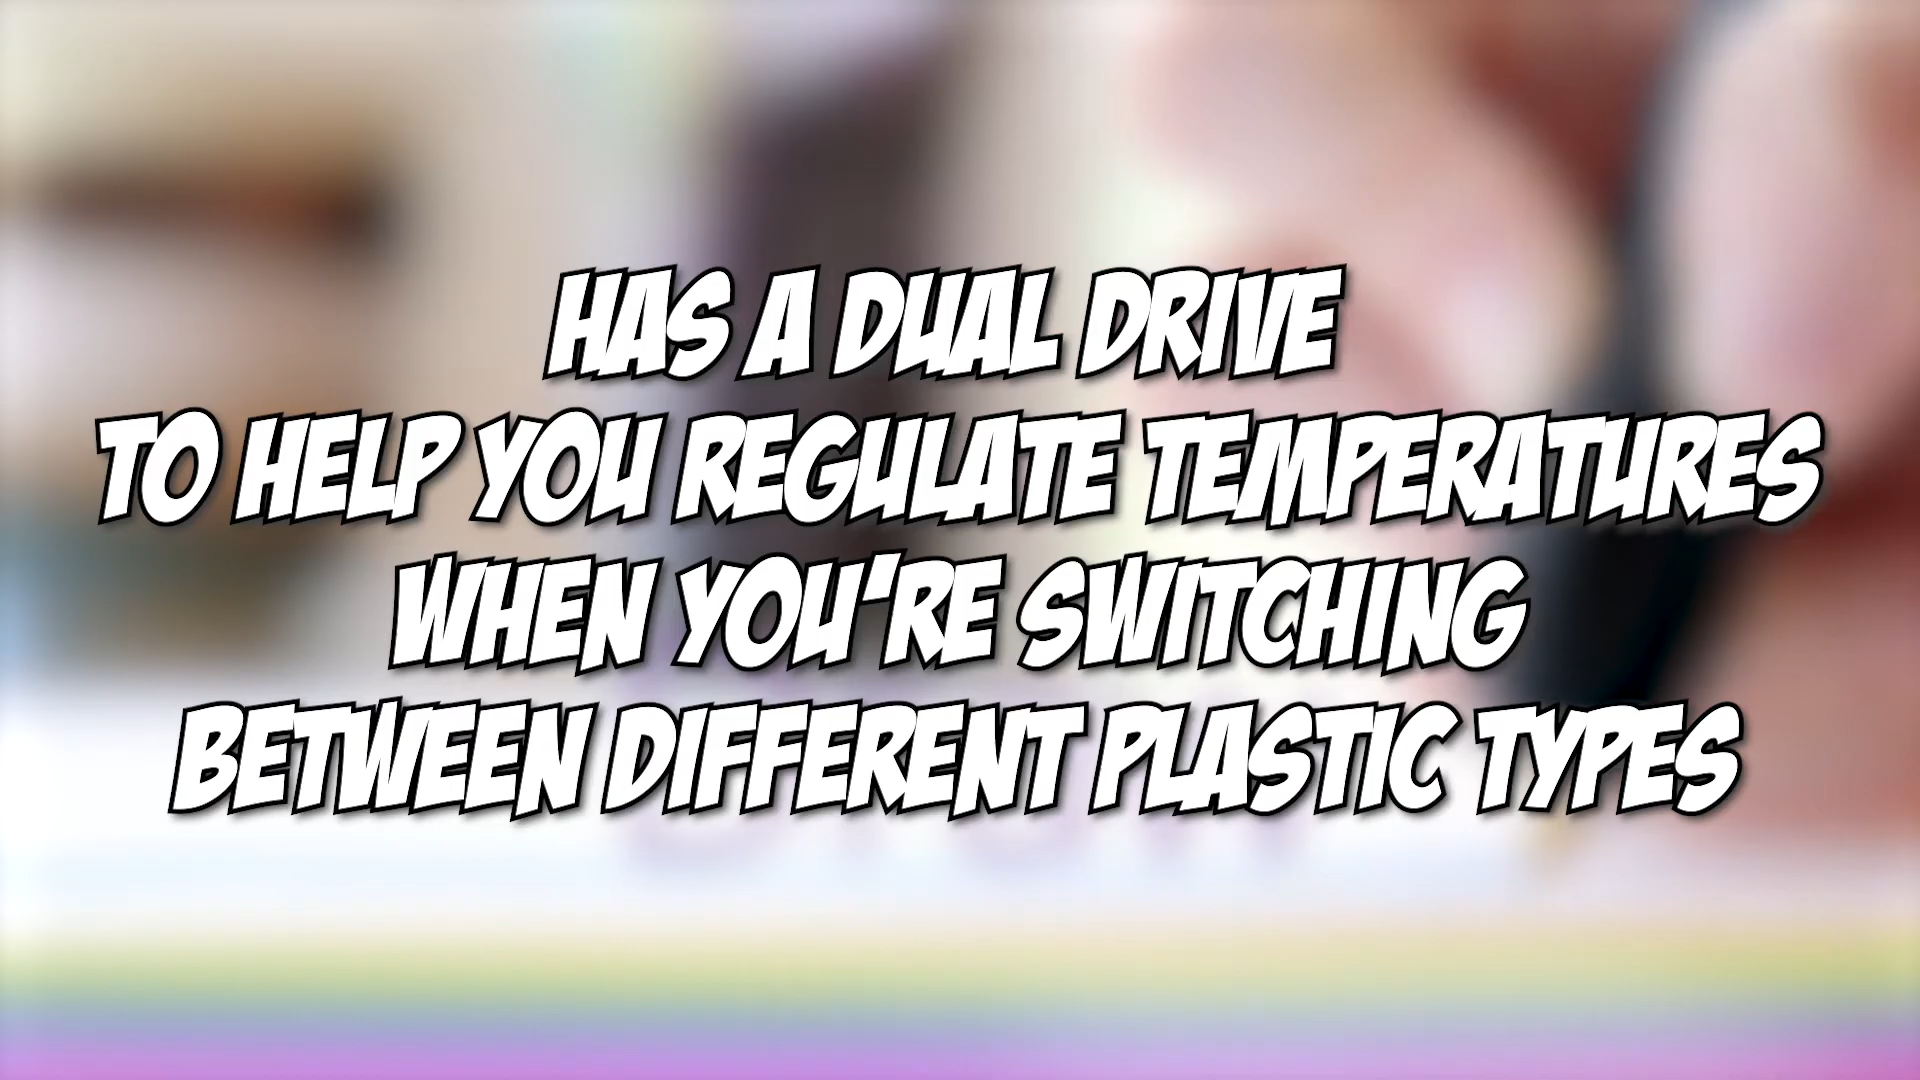 HAS A DUAL DRIVE
TO HELP YOU REGULATE TEMPERATURES
WHEN YOU'RE SWITCHING
BETWEEN DIFFERENT PLASTIC TYPES